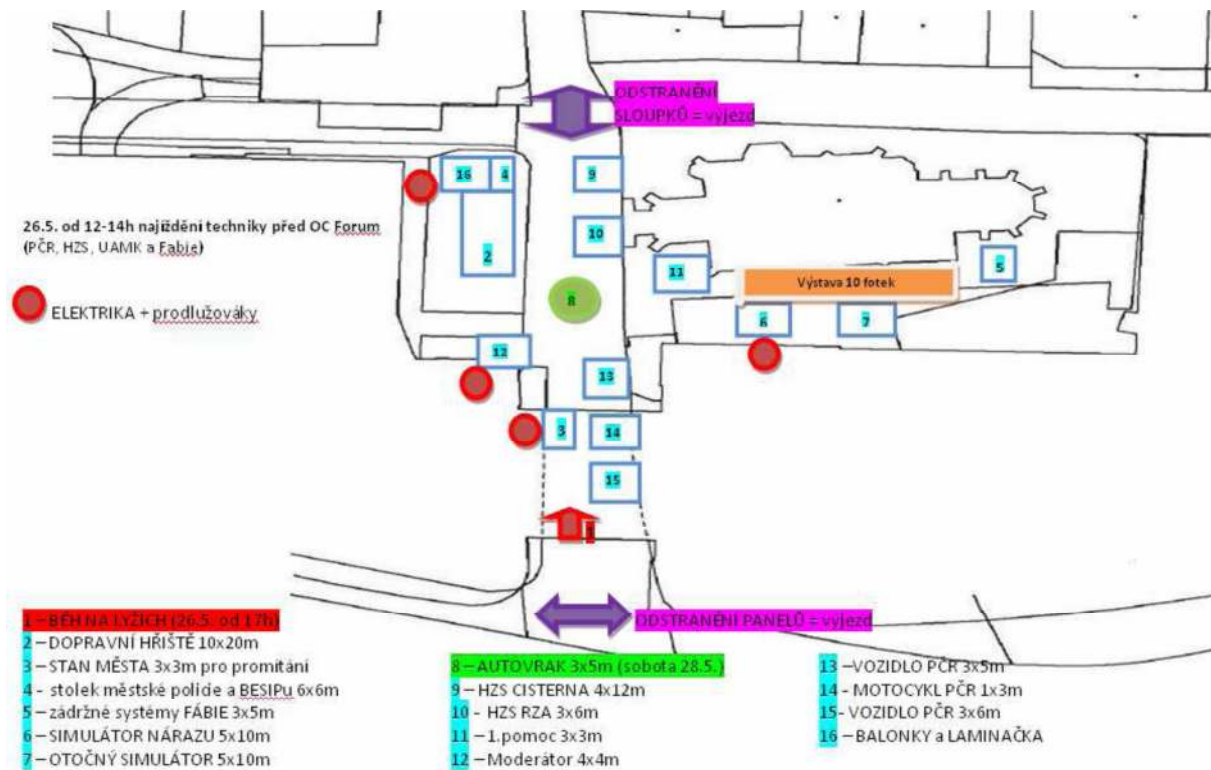 ODSTRANĚNÍ
SLOUPKŮ = výjezd
16
4
9
26.5. od 12-14h najíždění techniky před OC Forum
(PČR, HZS, UAMK a Fabie)
10
2
11
5
Výstava 10 fotek
8
ELEKTRIKA + prodlužováky
6
7
12
13
3
14
15
1
ODSTRANĚNÍ PANELŮ = vyjezd
1 – BĚH NA LYŽÍCH (26.5. od 17h)
2 – DOPRAVNÍ HŘIŠTĚ 10x20m
3 – STAN MĚSTA 3x3m pro promitání
4 - stolek městské policie a BESIPu 6x6m
5 – zádržné systémy FÁBIE 3x5m
6 – SIMULÁTOR NÁRAZU 5x10m
7 – OTOČNÝ SIMULÁTOR 5x10m
8 – AUTOVRAK 3x5m (sobota 28.5.)
9 – HZS CISTERNA 4x12m
10 - HZS RZA 3x6m
11 – 1.pomoc 3x3m
12 – Moderátor 4x4m
13 – VOZIDLO PČR 3x5m
14 – MOTOCYKL PČR 1x3m
15 – VOZIDLO PČR 3x6m
16 – BALONKY a LAMINAČKA